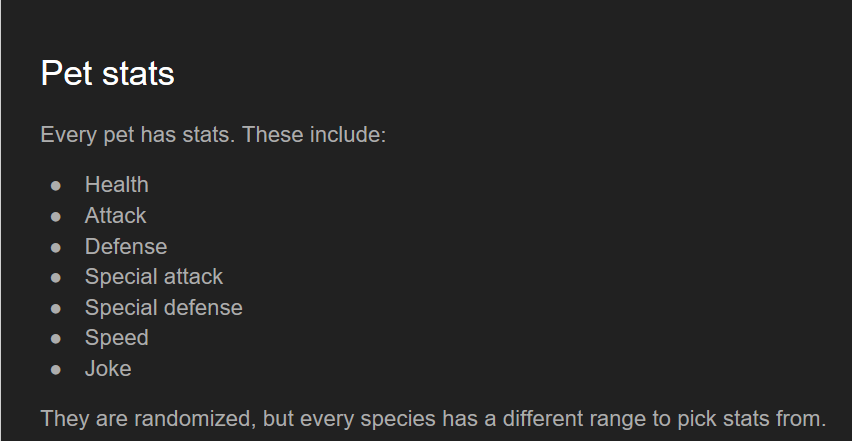 Pet stats
Every pet has stats. These include:
● Health
● Attack
● Defense
● Special attack
● Special defense
● Speed
● Joke
They are randomized, but every species has a different range to pick stats from.